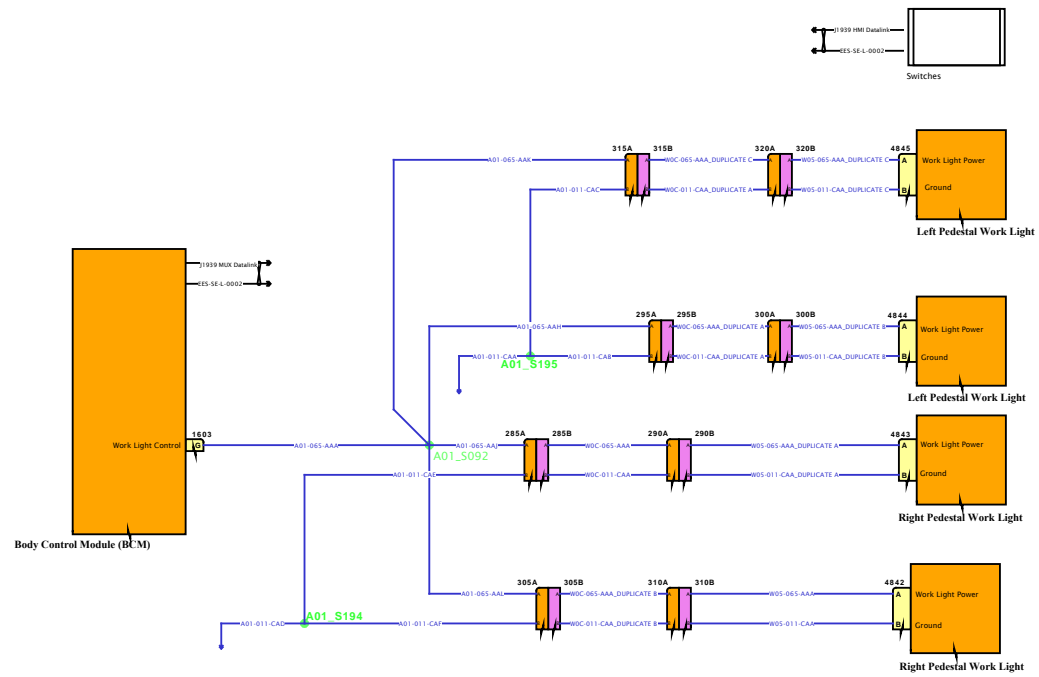 J1939 HMI Datalink
EES-SE-L-0002
Switches
315A 315B 320A 320B 4845
A01-065-AAK A A W0C-065-AAA_DUPLICATE C A A W05-065-AAA_DUPLICATE C A Work Light Power
A01-011-CAC B B W0C-011-CAA_DUPLICATE A B B W05-011-CAA_DUPLICATE C B Ground
Left Pedestal Work Light
J1939 MUX Datalink
EES-SE-L-0002
295A 295B 300A 300B 4844
A01-065-AAH A A W0C-065-AAA_DUPLICATE A A A W05-065-AAA_DUPLICATE B A Work Light Power
A01-011-CAA A01-011-CAB B B W0C-011-CAA_DUPLICATE A B B W05-011-CAA_DUPLICATE B B Ground
A01_S195
Left Pedestal Work Light
1603 285A 285B 290A 290B 4843
Work Light Control G A01-065-AAA A01-065-AAJ A A W0C-065-AAA A A W05-065-AAA_DUPLICATE A A Work Light Power
A01_S092
A01-011-CAE B B W0C-011-CAA B B W05-011-CAA_DUPLICATE A B Ground
Right Pedestal Work Light
Body Control Module (BCM)
305A 305B 310A 310B 4842
A01-065-AAL A A W0C-065-AAA_DUPLICATE B A A W05-065-AAA A Work Light Power
A01_S194
A01-011-CAD A01-011-CAF B B W0C-011-CAA_DUPLICATE B B B W05-011-CAA B Ground
Right Pedestal Work Light